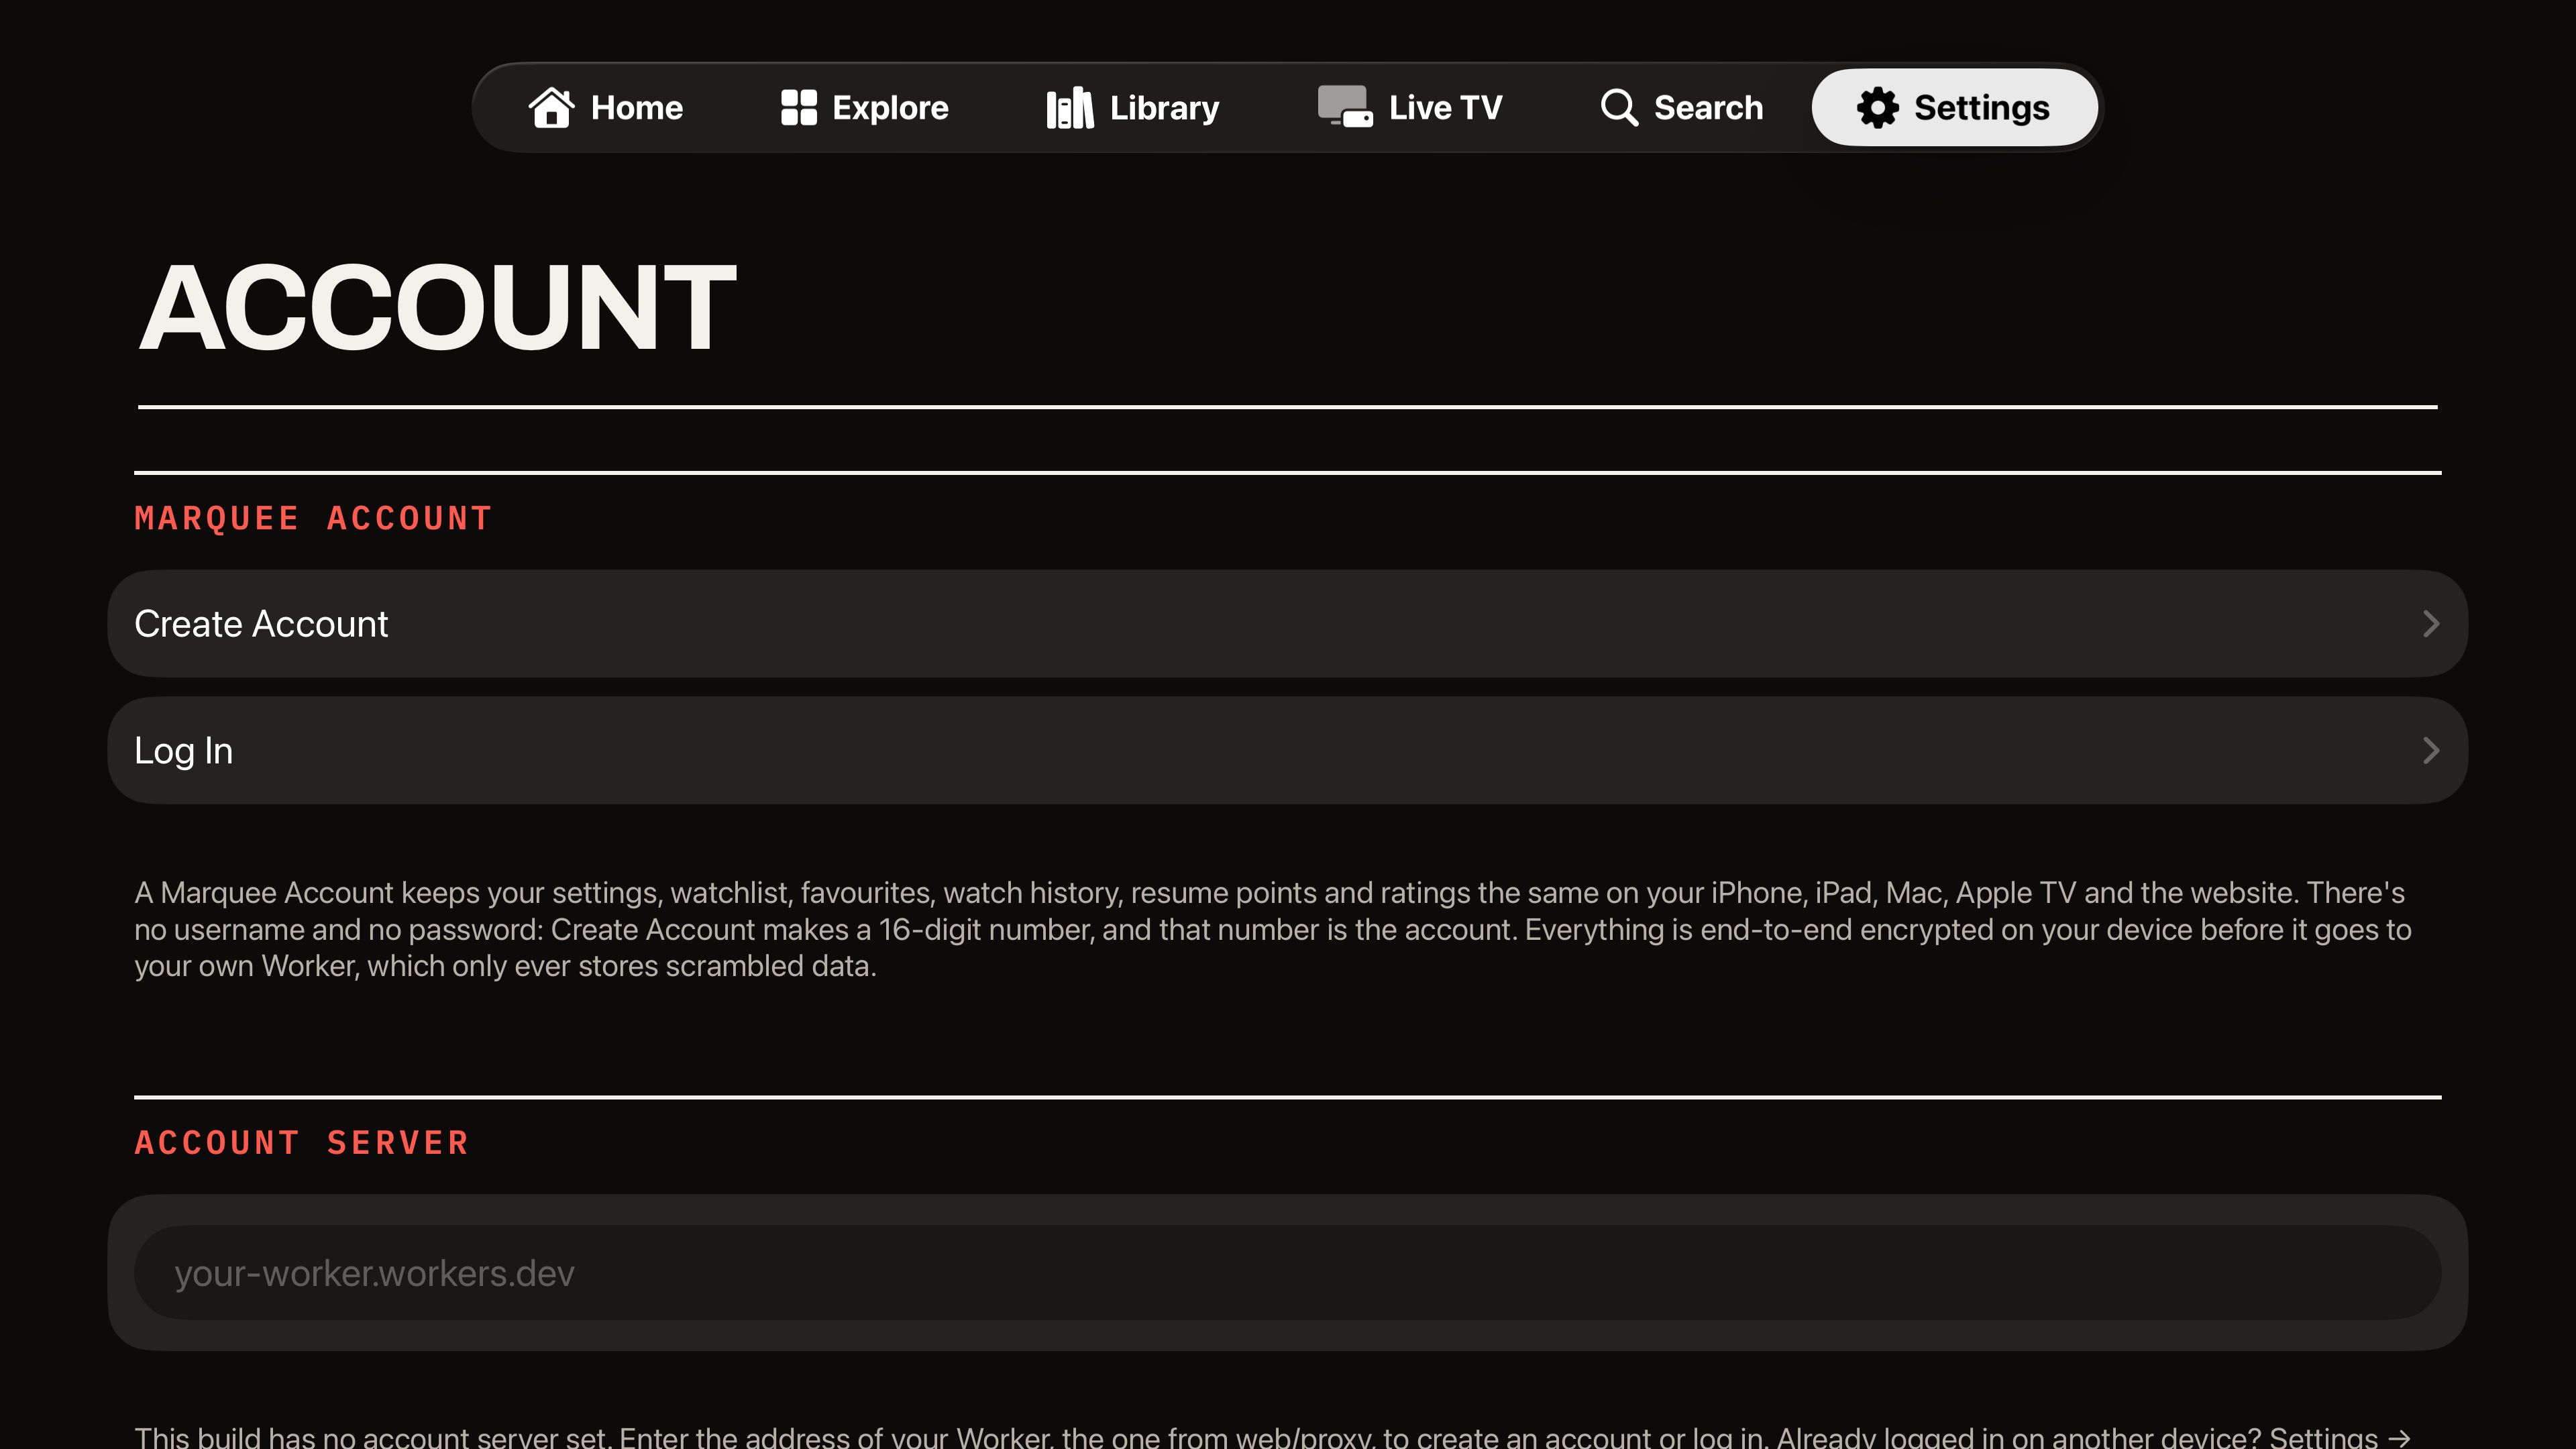 Home Explore Library Live TV Search Settings
ACCOUNT
MARQUEE ACCOUNT
Create Account
Log In
A Marquee Account keeps your settings, watchlist, favourites, watch history, resume points and ratings the same on your iPhone, iPad, Mac, Apple TV and the website. There's
no username and no password: Create Account makes a 16-digit number, and that number is the account. Everything is end-to-end encrypted on your device before it goes to
your own Worker, which only ever stores scrambled data.
ACCOUNT SERVER
your-worker.workers.dev
This build has no account server set. Enter the address of your Worker, the one from web/proxy, to create an account or log in. Already logged in on another device? Settings →